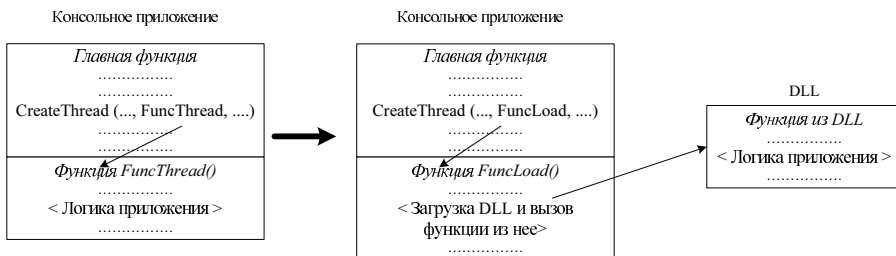 Консольное приложение
Главная функция
.................
.................
CreateThread (..., FuncThread, ....)
.................
.................
Функция FuncThread()
.................
< Логика приложения >
.................
Консольное приложение
Главная функция
.................
.................
CreateThread (..., FuncLoad, ....)
.................
.................
Функция FuncLoad()
.................
< Загрузка DLL и вызов
функции из нее>
.................
DLL
Функция из DLL
.................
< Логика приложения >
.................